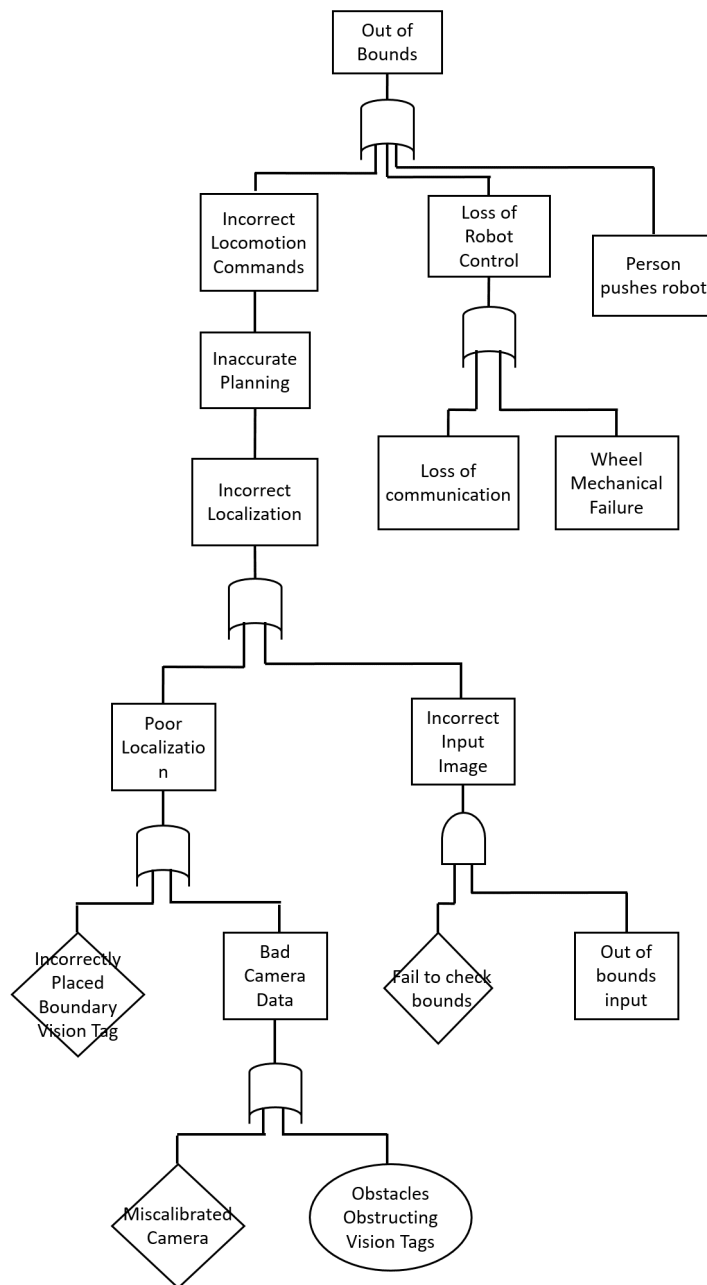 Out of
Bounds
Incorrect
Locomotion
Commands
Loss of
Robot
Control
Person
pushes robot
Inaccurate
Planning
Incorrect
Localization
Loss of
communication
Wheel
Mechanical
Failure
Poor
Localizatio
n
Incorrect
Input
Image
Incorrectly
Placed
Boundary
Vision Tag
Bad
Camera
Data
Fail to check
bounds
Out of
bounds
input
Miscalibrated
Camera
Obstacles
Obstructing
Vision Tags